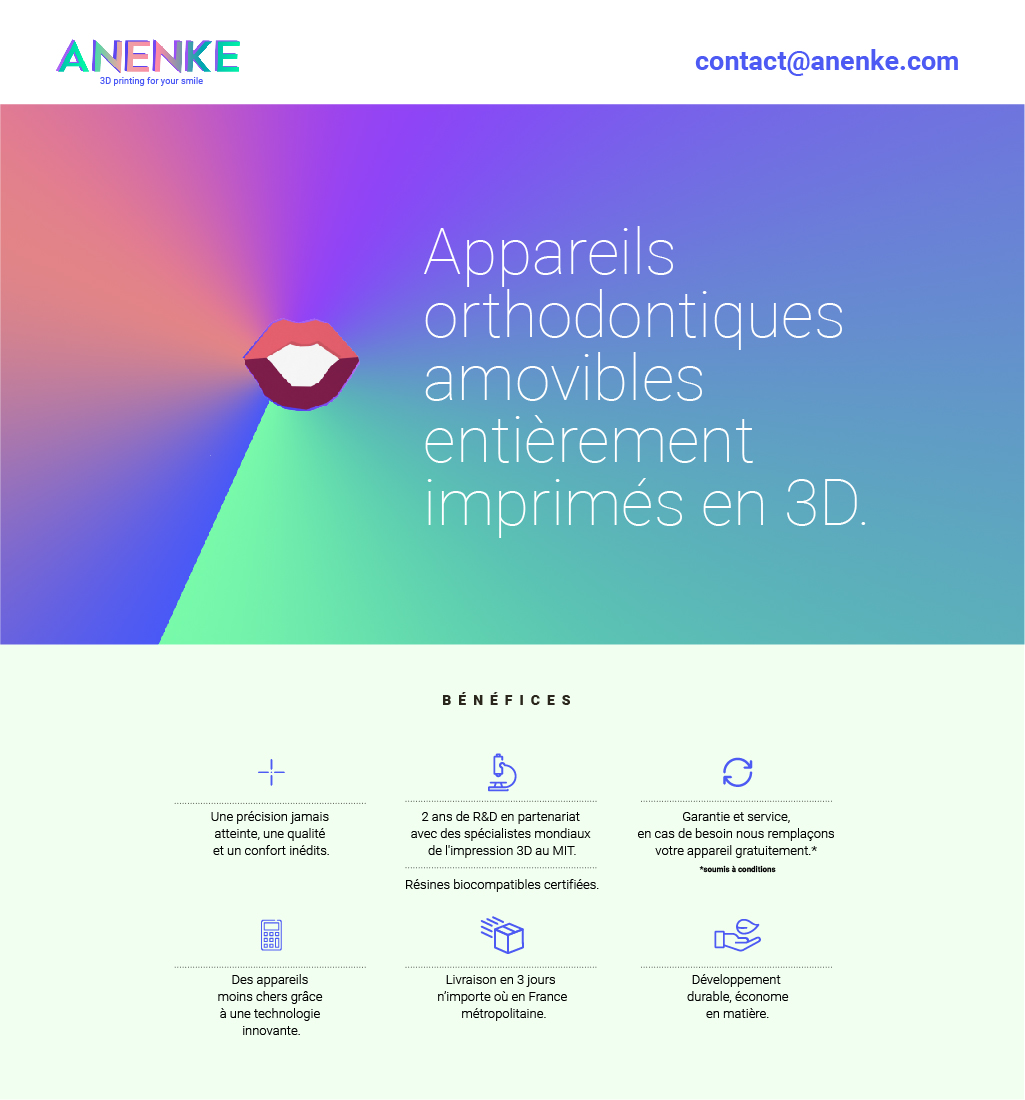 ANENKE
3D printing for your smile
contact@anenke.com
Appareils
orthodontiques
amovibles
entièrement
imprimés en 3D.
BÉNÉFICES
Une précision jamais
atteinte, une qualité
et un confort inédits.
2 ans de R&D en partenariat
avec des spécialistes mondiaux
de l'impression 3D au MIT.
Résines biocompatibles certifiées.
Garantie et service,
en cas de besoin nous remplaçons
votre appareil gratuitement.*
*soumis à conditions
Des appareils
moins chers grâce
à une technologie
innovante.
Livraison en 3 jours
n’importe où en France
métropolitaine.
Développement
durable, économe
en matière.